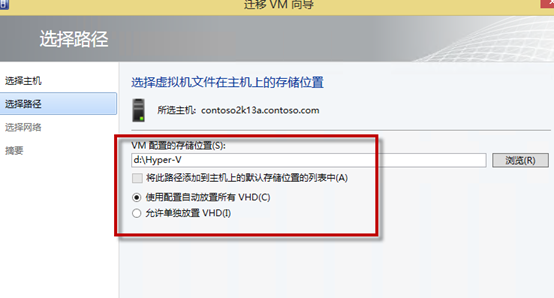 迁移 VM 向导
选择路径
选择主机
选择路径
选择网络
摘要
选择虚拟机文件在主机上的存储位置
所选主机: contoso2k13a.contoso.com
VM 配置的存储位置(S):
d:\Hyper-V
浏览(R)
将此路径添加到主机上的默认存储位置的列表中(A)
使用配置自动放置所有 VHD(C)
允许单独放置 VHD(I)